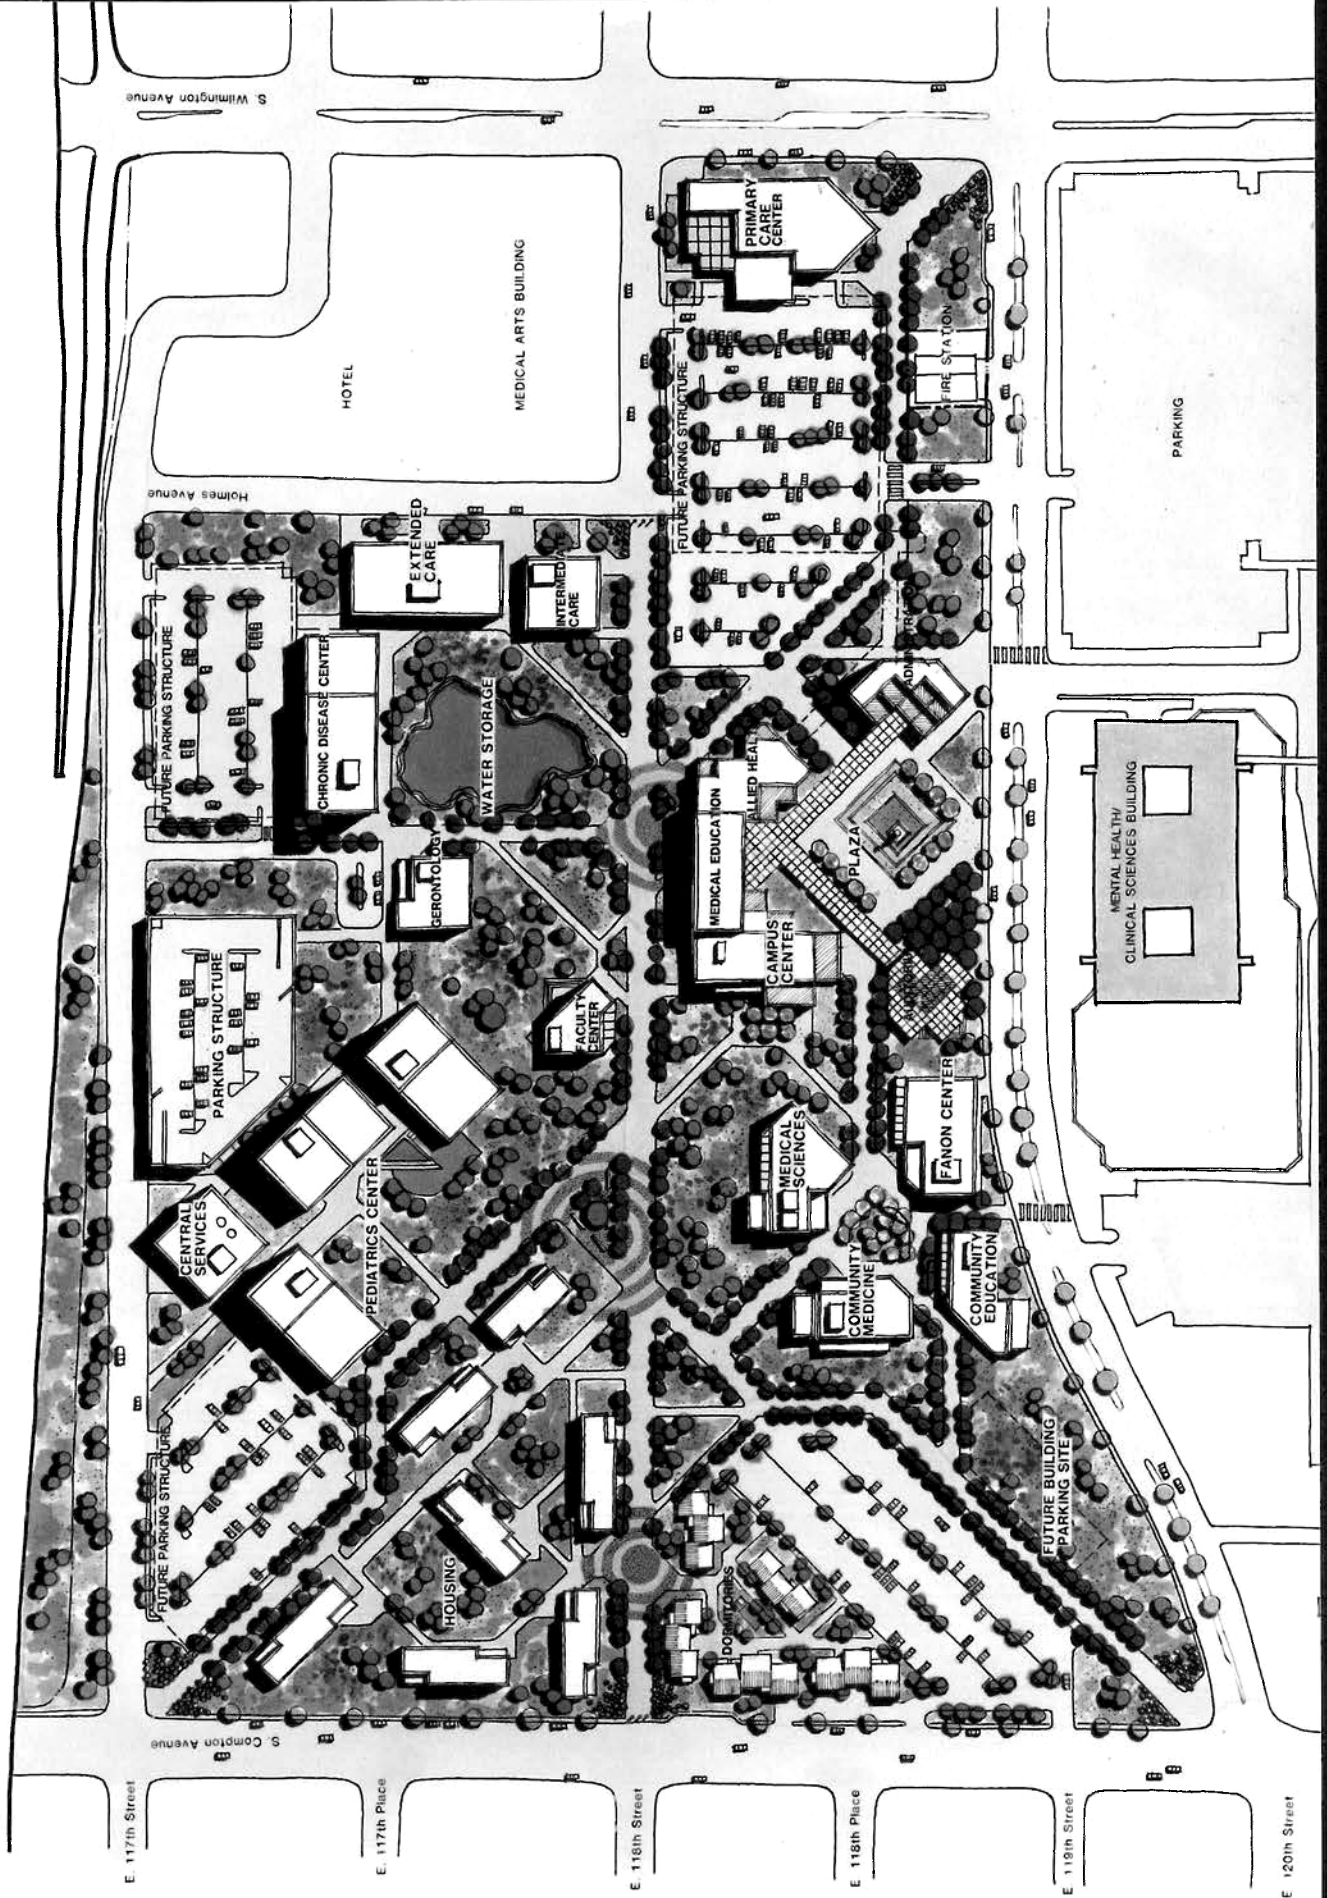 S. Wilmington Avenue
PRIMARY
CARE
CENTER
MEDICAL ARTS BUILDING
HOTEL
FIRE STATION
PARKING
FUTURE PARKING STRUCTURE
Holmes Avenue
EXTENDED
CARE
INTERMEDIATE
CARE
FUTURE PARKING STRUCTURE
CHRONIC DISEASE CENTER
WATER STORAGE
ALLIED HEALTH
MEDICAL EDUCATION
PLAZA
MENTAL HEALTH/
CLINICAL SCIENCES BUILDING
GERONTOLOGY
CAMPUS
CENTER
FACULTY
CENTER
PARKING STRUCTURE
FANON CENTER
MEDICAL
SCIENCES
PEDIATRICS CENTER
CENTRAL
SERVICES
COMMUNITY
MEDICINE
COMMUNITY
EDUCATION
FUTURE PARKING STRUCTURE
FUTURE BUILDING
PARKING SITE
HOUSING
DORMITORIES
S. Compton Avenue
E. 117th Street
E. 117th Place
E. 118th Street
E. 118th Place
E. 119th Street
E. 120th Street